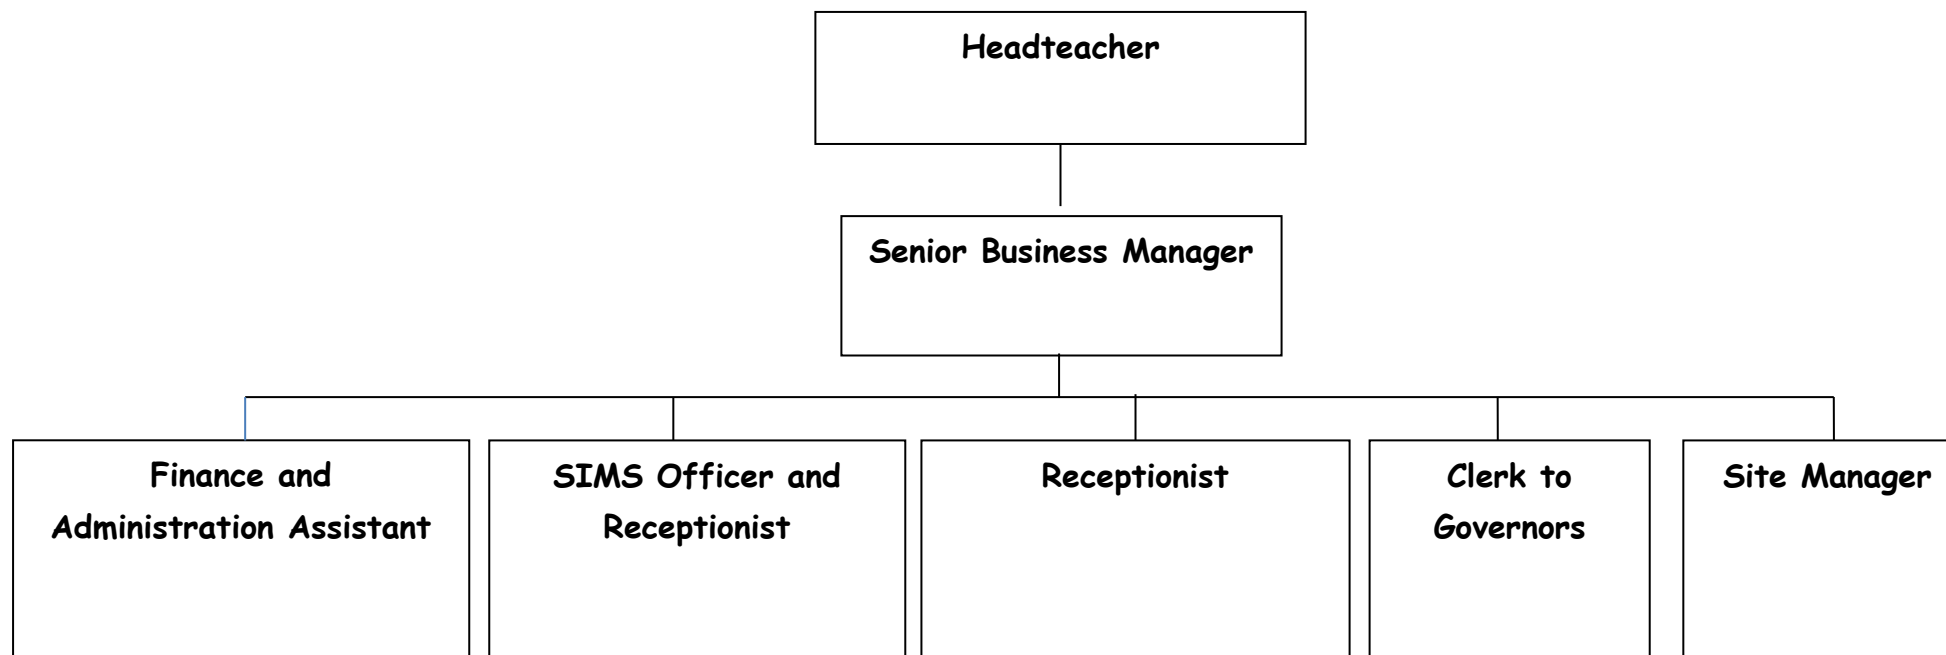 Headteacher
Senior Business Manager
Finance and
Administration Assistant
SIMS Officer and
Receptionist
Receptionist
Clerk to
Governors
Site Manager